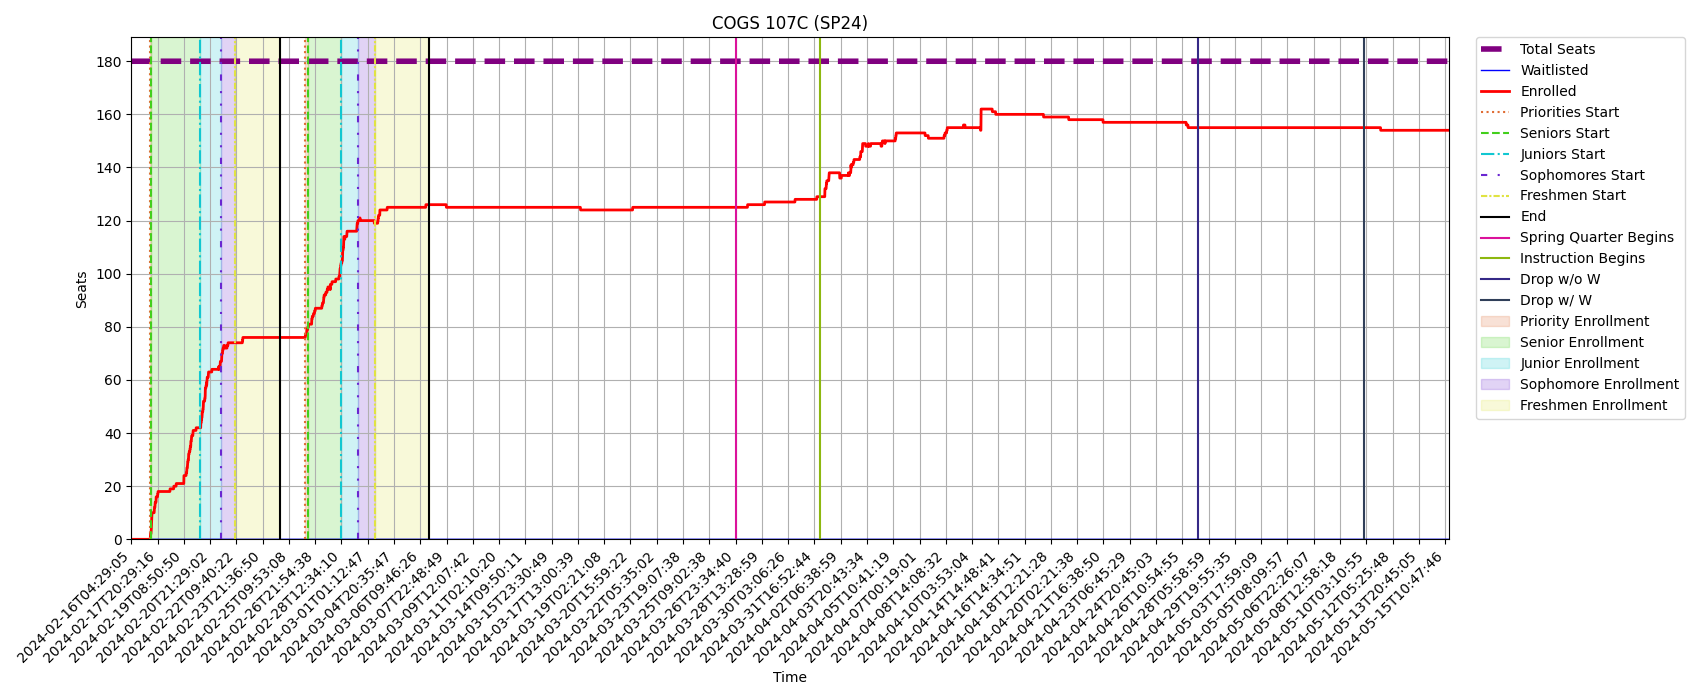 COGS 107C (SP24)
Seats
180
160
140
120
100
80
60
40
20
0
2024-02-16T04:29:05
2024-02-17T20:29:16
2024-02-19T08:50:50
2024-02-20T21:29:02
2024-02-22T09:40:22
2024-02-23T21:36:50
2024-02-25T09:53:08
2024-02-26T21:54:38
2024-02-28T12:34:10
2024-03-01T01:12:47
2024-03-04T20:35:47
2024-03-06T09:46:26
2024-03-07T22:48:49
2024-03-09T12:07:42
2024-03-11T02:10:20
2024-03-14T09:50:11
2024-03-15T23:30:49
2024-03-17T13:00:39
2024-03-19T02:21:08
2024-03-20T15:59:22
2024-03-22T05:35:02
2024-03-23T19:07:38
2024-03-25T09:02:38
2024-03-26T23:34:40
2024-03-28T13:28:59
2024-03-30T03:06:26
2024-03-31T16:52:44
2024-04-02T06:38:59
2024-04-03T20:43:34
2024-04-05T10:41:19
2024-04-07T00:19:01
2024-04-08T14:08:32
2024-04-10T03:53:04
2024-04-14T14:48:41
2024-04-16T14:34:51
2024-04-18T12:21:28
2024-04-20T02:21:38
2024-04-21T16:38:50
2024-04-23T06:45:29
2024-04-24T20:45:03
2024-04-26T10:54:55
2024-04-28T05:58:59
2024-04-29T19:55:35
2024-05-03T17:59:09
2024-05-05T08:09:57
2024-05-06T22:26:07
2024-05-08T12:58:18
2024-05-10T03:10:55
2024-05-12T05:25:48
2024-05-13T20:45:05
2024-05-15T10:47:46
Time
Total Seats
Waitlisted
Enrolled
Priorities Start
Seniors Start
Juniors Start
Sophomores Start
Freshmen Start
End
Spring Quarter Begins
Instruction Begins
Drop w/o W
Drop w/ W
Priority Enrollment
Senior Enrollment
Junior Enrollment
Sophomore Enrollment
Freshmen Enrollment